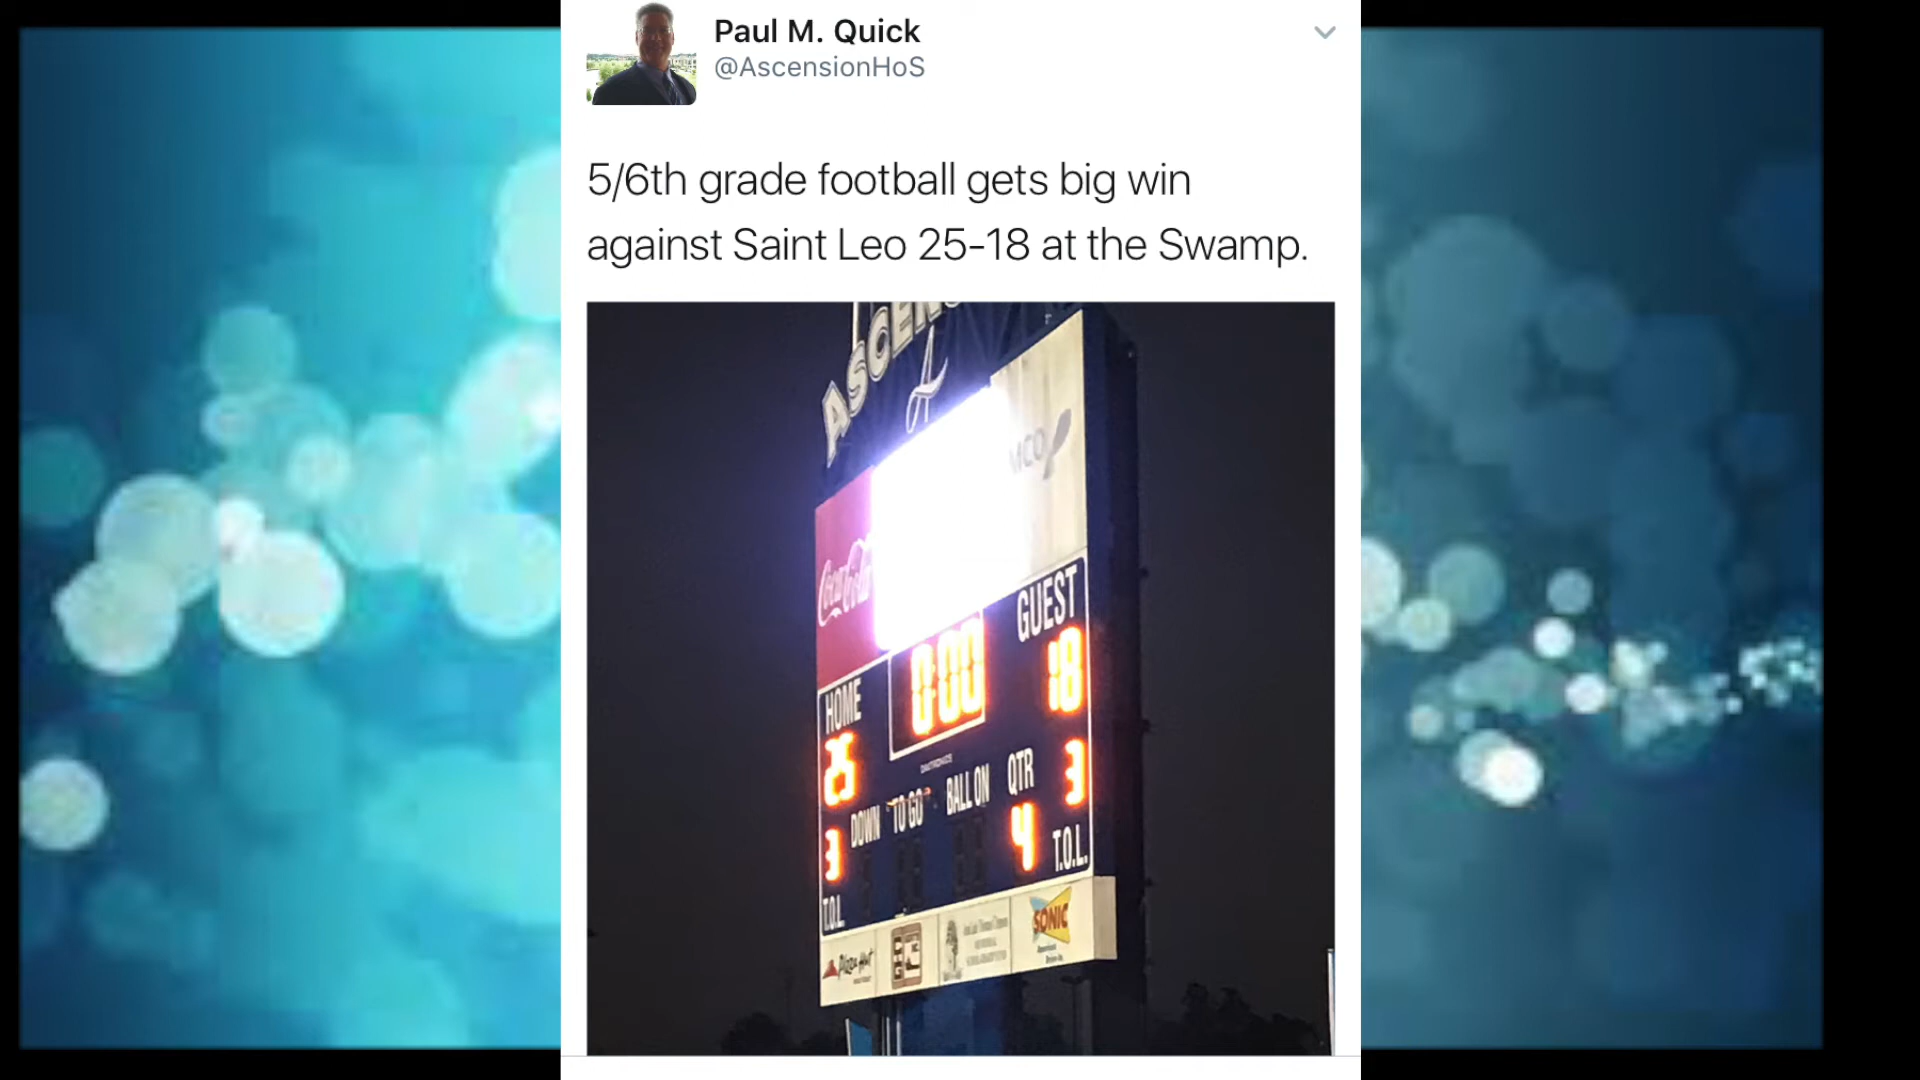 Paul M. Quick
@AscensionHoS
5/6th grade football gets big win
against Saint Leo 25-18 at the Swamp.
ASCEN
A
MCO
Coca-Cola
GUEST
0:00
18
HOME
25
DAKTRONICS
DOWN TO GO BALL ON QTR 3
3
4
T.O.L.
T.O.L.
Pizza Hut
SONIC